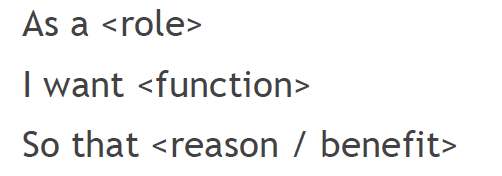 As a <role>
I want <function>
So that <reason / benefit>